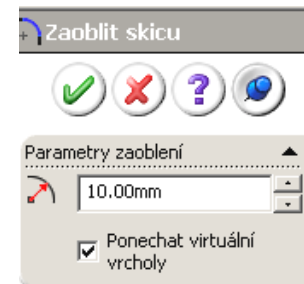 Zaoblit skicu
?
Parametry zaoblení
10.00mm
Ponechat virtuální
vrcholy